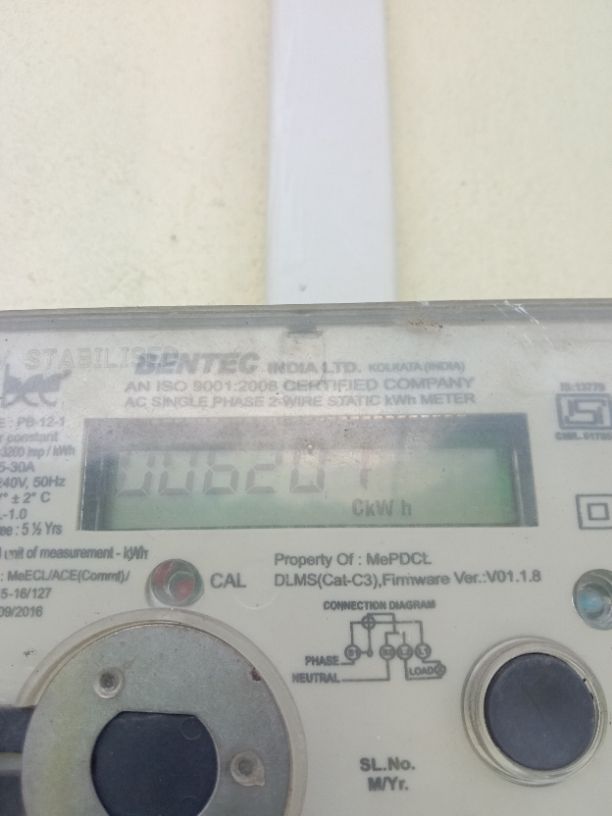 STABILISED
BENTEC INDIA LTD. KOLKATA (INDIA)
AN ISO 9001:2008 CERTIFIED COMPANY
AC SINGLE PHASE 2-WIRE STATIC kWh METER
IS:13779
: PB-12-1
constant
3200 imp / kWh
5-30A
240V, 50Hz
± 2° C
-1.0
: 5 ½ Yrs
CkW h
unit of measurement - kWh
: MeECL/ACE(Comml)/
5-16/127
09/2016
CAL
Property Of : MePDCL
DLMS(Cat-C3),Firmware Ver.:V01.1.8
CONNECTION DIAGRAM
PHASE
NEUTRAL
LOAD
SL.No.
M/Yr.